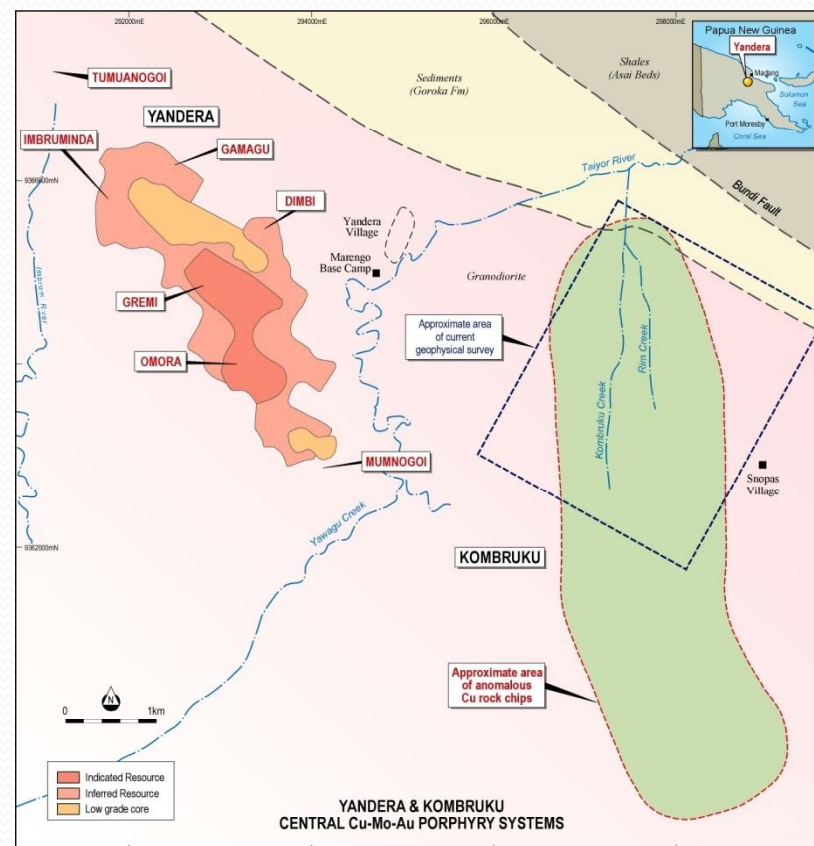 292000mE
294000mE
296000mE
298000mE
Papua New Guinea
Yandera
Madang
Solomon
Sea
Port Moresby
Coral Sea
TUMUANOGOI
Sediments
(Goroka Fm)
Shales
(Asai Beds)
YANDERA
IMBRUMINDA
GAMAGU
Taiyor River
9366000mN
DIMBI
Bundi Fault
Yandera
Village
Marengo
Base Camp
Granodiorite
Imbrum River
GREMI
Approximate area
of current
geophysical survey
OMORA
Rim Creek
Kombruku Creek
MUMNOGOI
Snopas
Village
Yawagu Creek
9362000mN
KOMBRUKU
Approximate area
of anomalous
Cu rock chips
N
0 1km
Indicated Resource
Inferred Resource
Low grade core
YANDERA & KOMBRUKU
CENTRAL Cu-Mo-Au PORPHYRY SYSTEMS